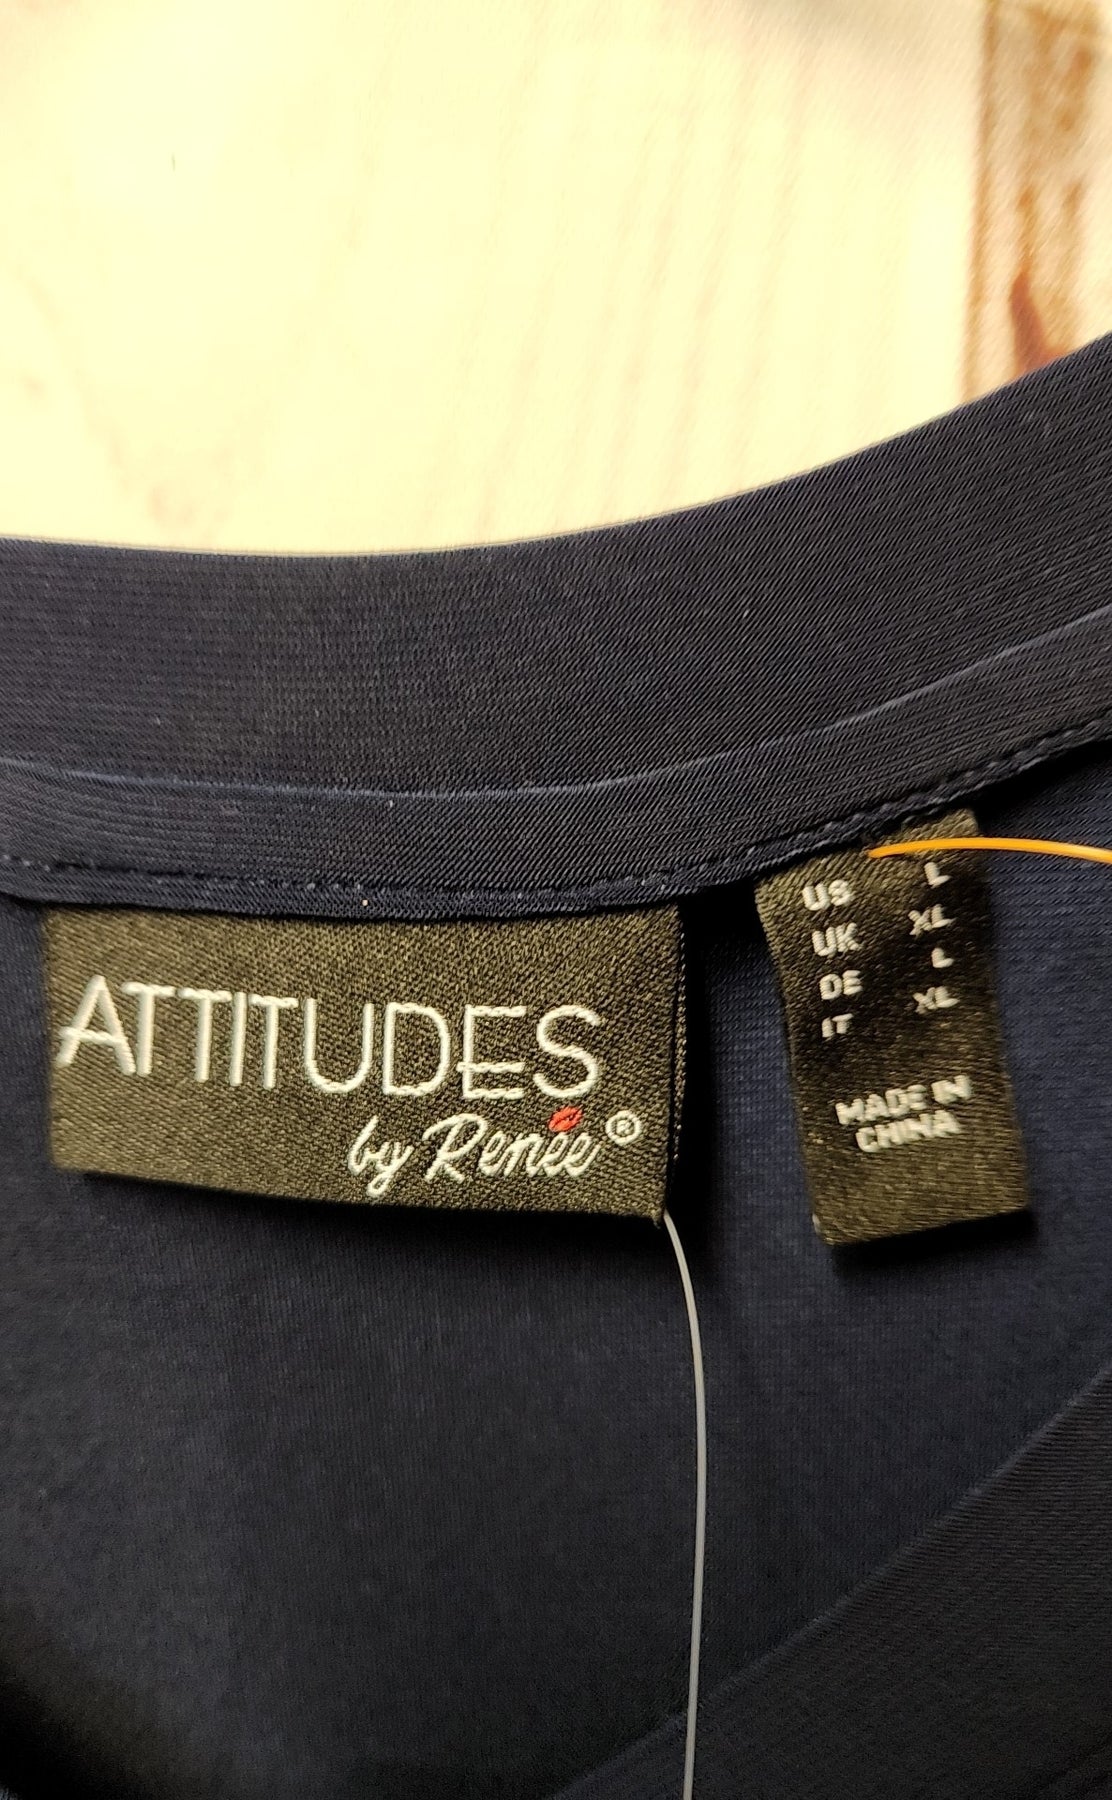 ATTITUDES
by Renée®
US L
UK XL
DE L
IT XL
MADE IN
CHINA